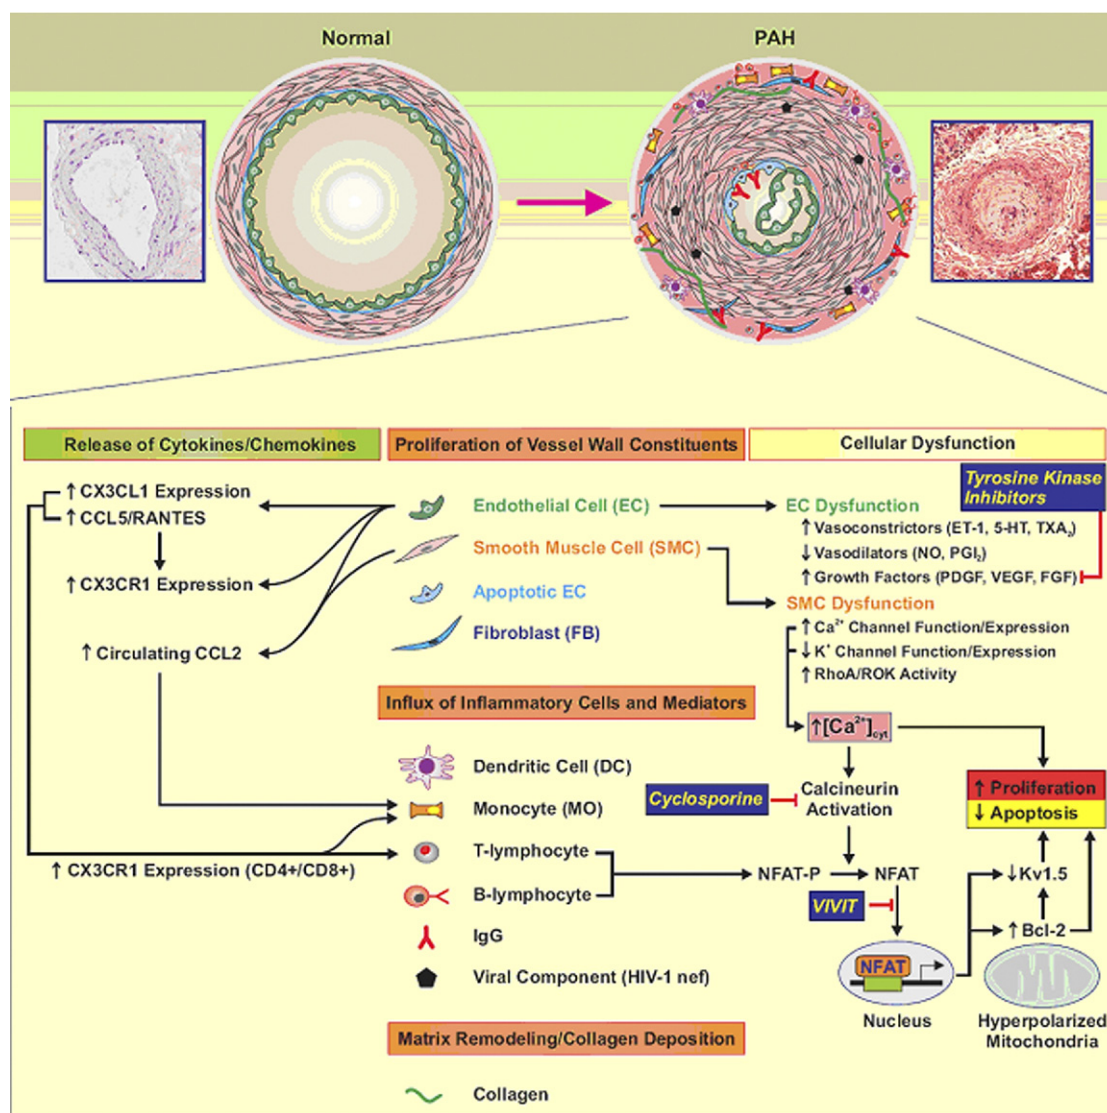 Normal
PAH
Release of Cytokines/Chemokines
↑ CX3CL1 Expression
↑ CCL5/RANTES
↑ CX3CR1 Expression
↑ Circulating CCL2
↑ CX3CR1 Expression (CD4+/CD8+)
Proliferation of Vessel Wall Constituents
Endothelial Cell (EC)
Smooth Muscle Cell (SMC)
Apoptotic EC
Fibroblast (FB)
Influx of Inflammatory Cells and Mediators
Dendritic Cell (DC)
Monocyte (MO)
T-lymphocyte
B-lymphocyte
IgG
Viral Component (HIV-1 nef)
Matrix Remodeling/Collagen Deposition
Collagen
Cellular Dysfunction
Tyrosine Kinase
Inhibitors
EC Dysfunction
↑ Vasoconstrictors (ET-1, 5-HT, TXA₂)
↓ Vasodilators (NO, PGI₂)
↑ Growth Factors (PDGF, VEGF, FGF)
SMC Dysfunction
↑ Ca²⁺ Channel Function/Expression
↓ K⁺ Channel Function/Expression
↑ RhoA/ROK Activity
↑[Ca²⁺]cyt
Cyclosporine
Calcineurin
Activation
↑ Proliferation
↓ Apoptosis
NFAT-P
NFAT
↓Kv1.5
VIVIT
↑ Bcl-2
NFAT
Nucleus
Hyperpolarized
Mitochondria